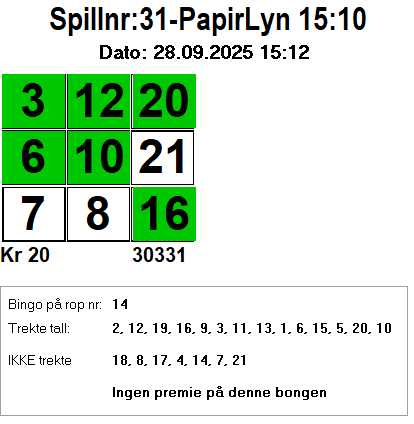 Spillnr:31-PapirLyn 15:10
Dato: 28.09.2025 15:12
3 12 20
6 10 21
7 8 16
Kr 20 30331
Bingo på rop nr: 14
Trekte tall: 2, 12, 19, 16, 9, 3, 11, 13, 1, 6, 15, 5, 20, 10
IKKE trekte 18, 8, 17, 4, 14, 7, 21
Ingen premie på denne bongen